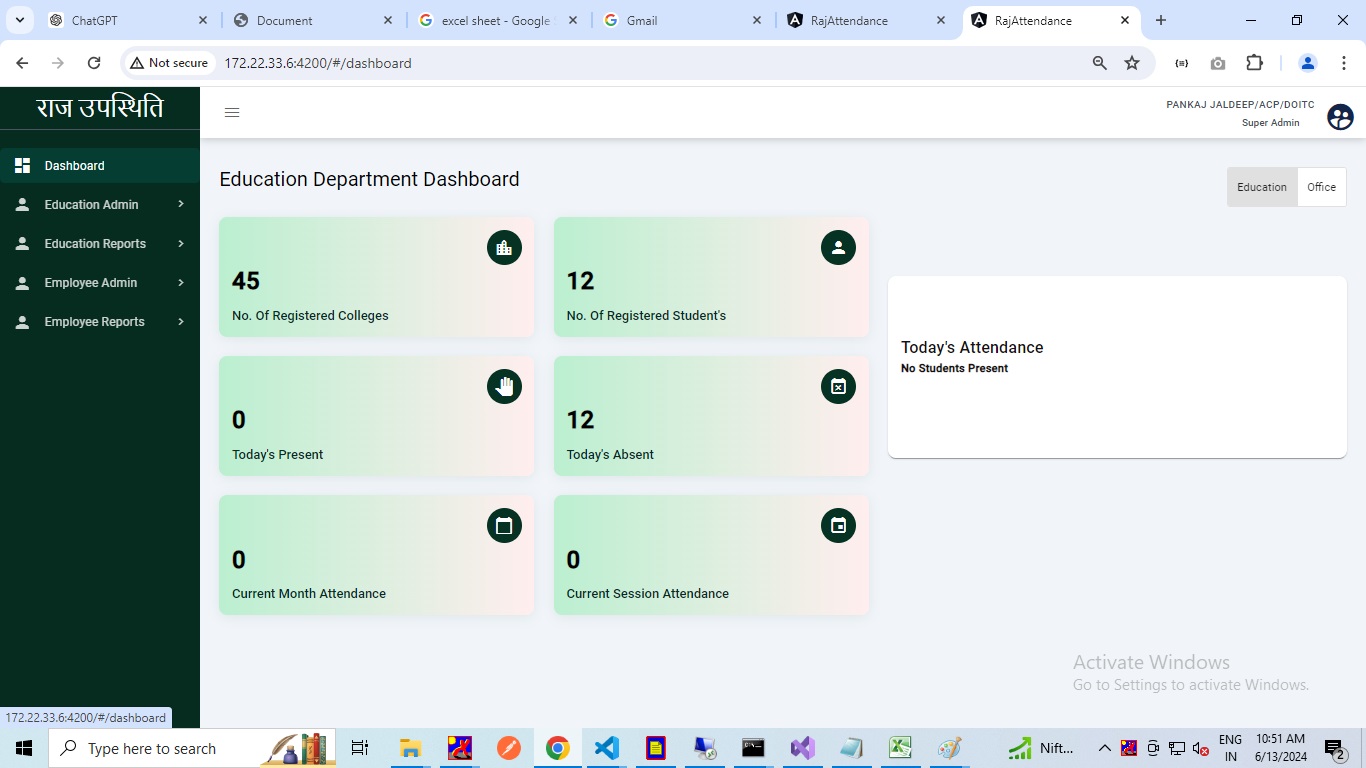 ChatGPT
Document
excel sheet - Google
Gmail
RajAttendance
RajAttendance
Not secure
172.22.33.6:4200/#/dashboard
राज उपस्थिति
PANKAJ JALDEEP/ACP/DOITC
Super Admin
Dashboard
Education Admin
Education Reports
Employee Admin
Employee Reports
Education Department Dashboard
Education
Office
45
No. Of Registered Colleges
12
No. Of Registered Student's
0
Today's Present
12
Today's Absent
0
Current Month Attendance
0
Current Session Attendance
Today's Attendance
No Students Present
Activate Windows
Go to Settings to activate Windows.
172.22.33.6:4200/#/dashboard
Type here to search
Nift...
ENG
IN
10:51 AM
6/13/2024
2